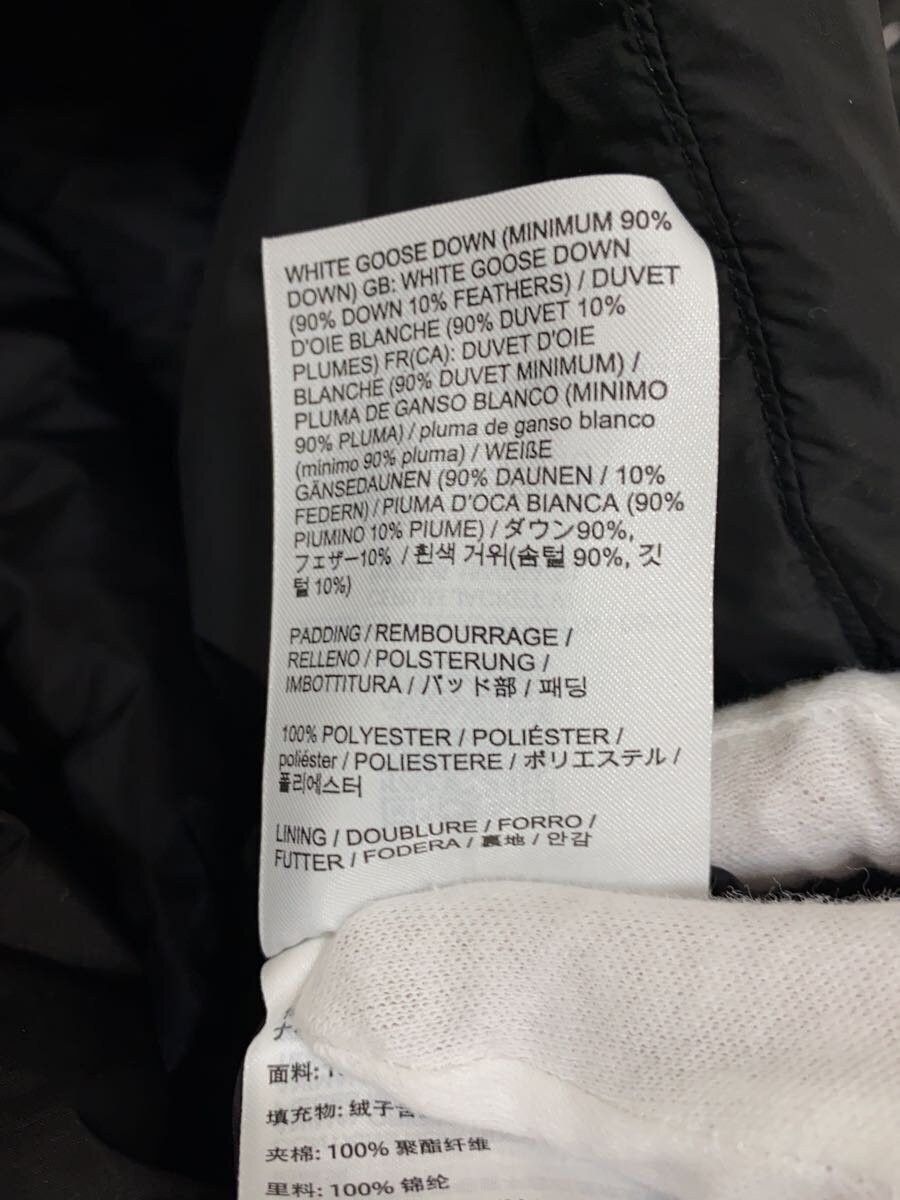 WHITE GOOSE DOWN (MINIMUM 90%
DOWN) GB: WHITE GOOSE DOWN
(90% DOWN 10% FEATHERS) / DUVET
D'OIE BLANCHE (90% DUVET 10%
PLUMES) FR(CA): DUVET D'OIE
BLANCHE (90% DUVET MINIMUM) /
PLUMA DE GANSO BLANCO (MINIMO
90% PLUMA) / pluma de ganso blanco
(mínimo 90% pluma) / WEIßE
GÄNSEDAUNEN (90% DAUNEN / 10%
FEDERN) / PIUMA D'OCA BIANCA (90%
PIUMINO 10% PIUME) / ダウン90%,
フェザー10% / 흰색 거위(솜털 90%, 깃
털 10%)
PADDING / REMBOURRAGE /
RELLENO / POLSTERUNG /
IMBOTTITURA / パッド部 / 패딩
100% POLYESTER / POLIÉSTER /
poliéster / POLIESTERE / ポリエステル /
폴리에스터
LINING / DOUBLURE / FORRO /
FUTTER / FODERA / 裏地 / 안감
面料:
填充物: 绒子含
夹棉: 100% 聚酯纤维
里料: 100% 锦纶